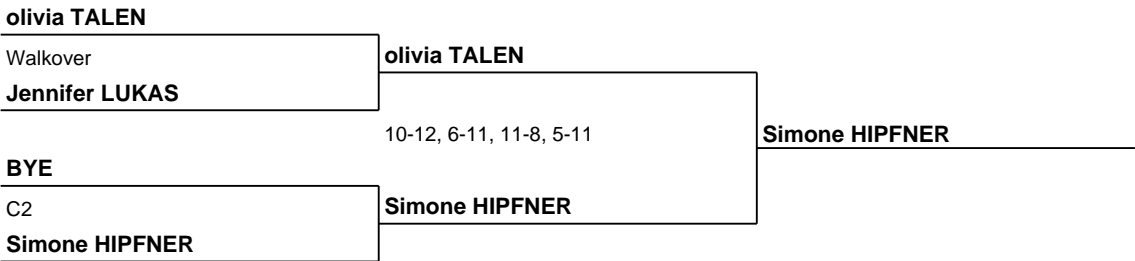 olivia TALEN
Walkover
olivia TALEN
Jennifer LUKAS
10-12, 6-11, 11-8, 5-11
Simone HIPFNER
BYE
C2
Simone HIPFNER
Simone HIPFNER